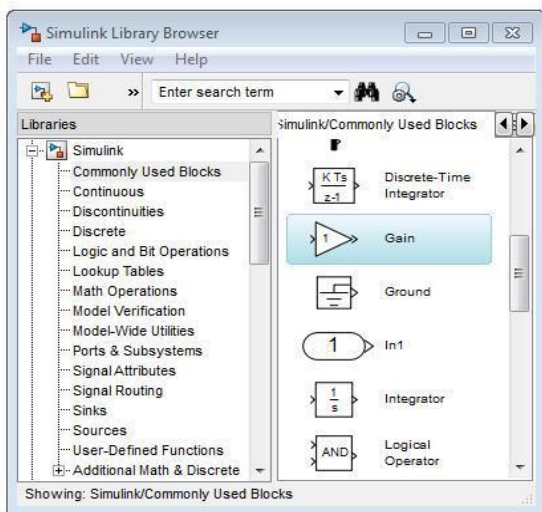 Simulink Library Browser
File Edit View Help
» Enter search term
Libraries
Simulink/Commonly Used Blocks
Simulink
Commonly Used Blocks
Continuous
Discontinuities
Discrete
Logic and Bit Operations
Lookup Tables
Math Operations
Model Verification
Model-Wide Utilities
Ports & Subsystems
Signal Attributes
Signal Routing
Sinks
Sources
User-Defined Functions
Additional Math & Discrete
K Ts
z-1
Discrete-Time
Integrator
1
Gain
Ground
1
In1
1
s
Integrator
AND
Logical
Operator
Showing: Simulink/Commonly Used Blocks